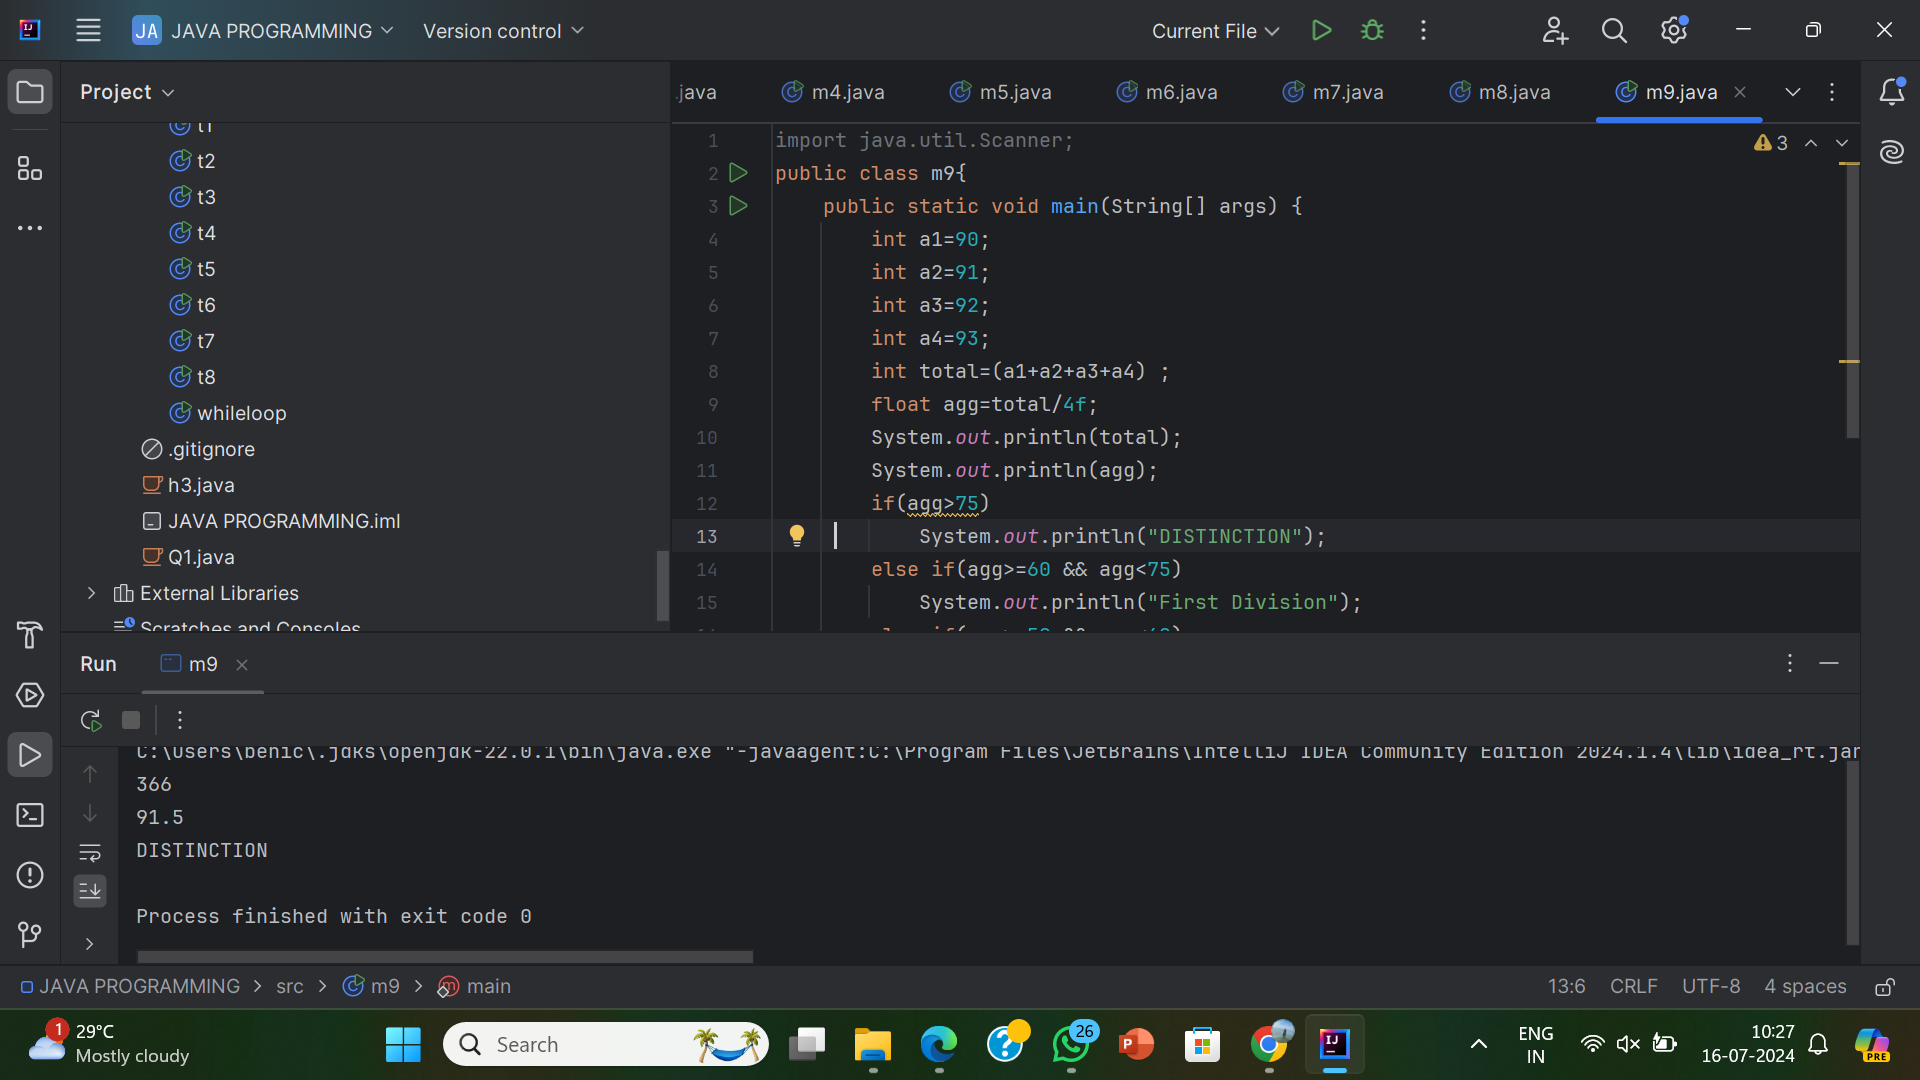 JA JAVA PROGRAMMING Version control Current File
Project
t1
t2
t3
t4
t5
t6
t7
t8
whileloop
.gitignore
h3.java
JAVA PROGRAMMING.iml
Q1.java
External Libraries
Scratches and Consoles
.java m4.java m5.java m6.java m7.java m8.java m9.java
3
1 import java.util.Scanner;
2 public class m9{
3 public static void main(String[] args) {
4 int a1=90;
5 int a2=91;
6 int a3=92;
7 int a4=93;
8 int total=(a1+a2+a3+a4) ;
9 float agg=total/4f;
10 System.out.println(total);
11 System.out.println(agg);
12 if(agg>75)
13 System.out.println("DISTINCTION");
14 else if(agg>=60 && agg<75)
15 System.out.println("First Division");
Run m9
C:\Users\benic\.jdks\openjdk-22.0.1\bin\java.exe "-javaagent:C:\Program Files\JetBrains\IntelliJ IDEA Community Edition 2024.1.4\lib\idea_rt.jar
366
91.5
DISTINCTION
Process finished with exit code 0
JAVA PROGRAMMING > src > m9 > main
13:6 CRLF UTF-8 4 spaces
1
29°C
Mostly cloudy
Search
26
P
IJ
ENG
IN
10:27
16-07-2024
PRE